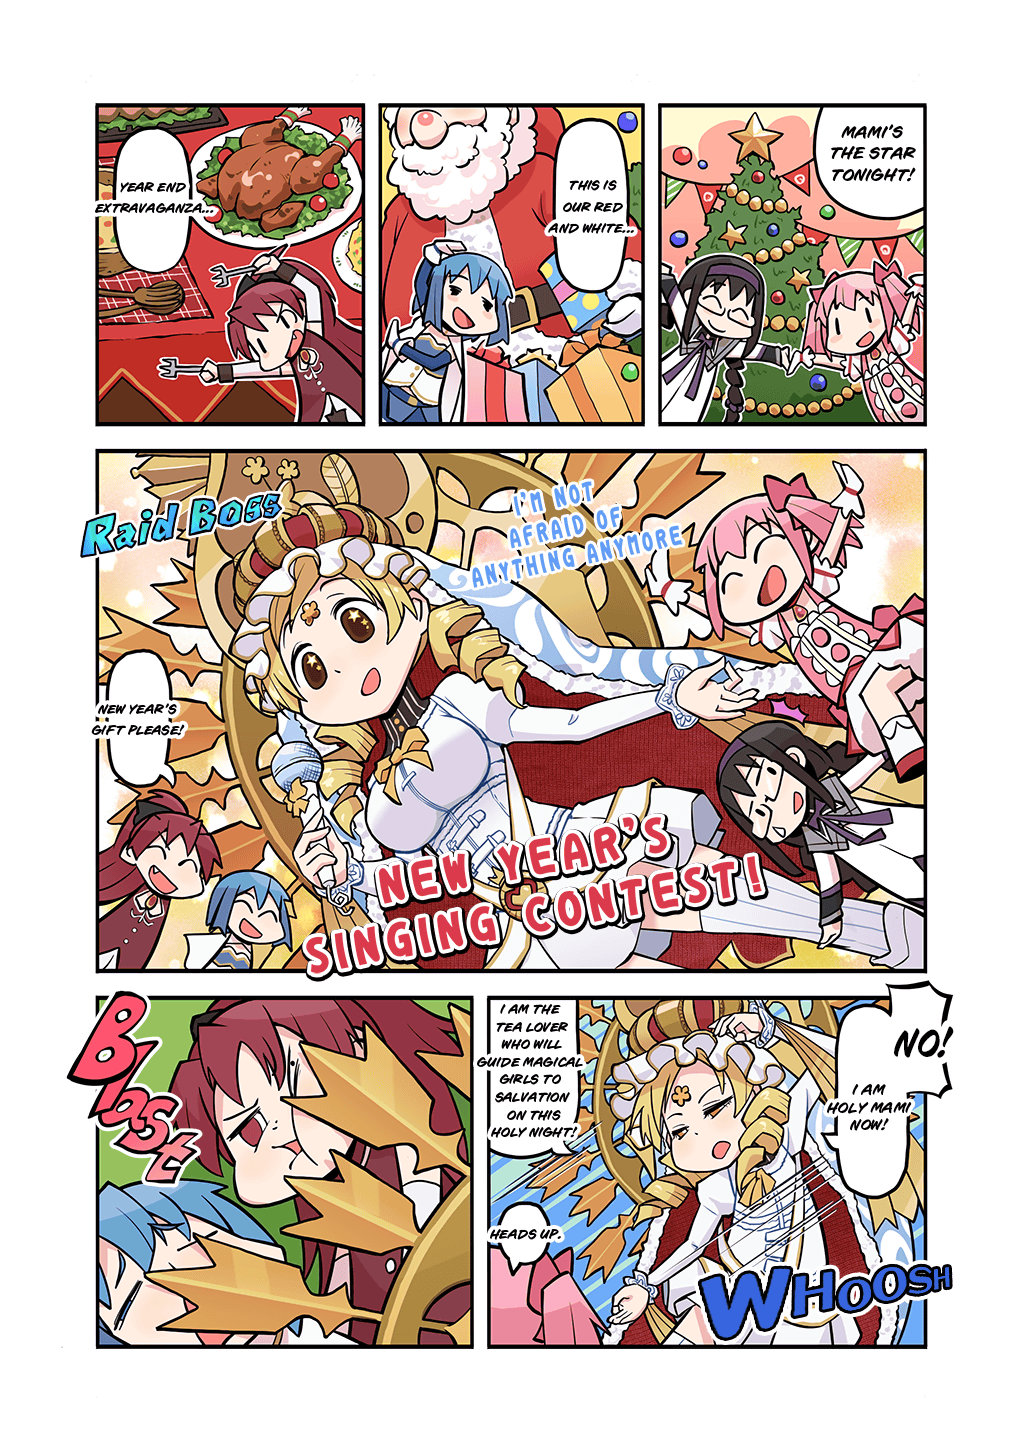 YEAR END
EXTRAVAGANZA...
THIS IS
OUR RED
AND WHITE...
MAMI'S
THE STAR
TONIGHT!
Raid Boss
I'M NOT
AFRAID OF
ANYTHING ANYMORE
NEW YEAR'S
GIFT PLEASE!
NEW YEAR'S
SINGING CONTEST!
Blast
I AM THE
TEA LOVER
WHO WILL
GUIDE MAGICAL
GIRLS TO
SALVATION
ON THIS
HOLY NIGHT!
NO!
I AM
HOLY MAMI
NOW!
HEADS UP.
WHOOSH